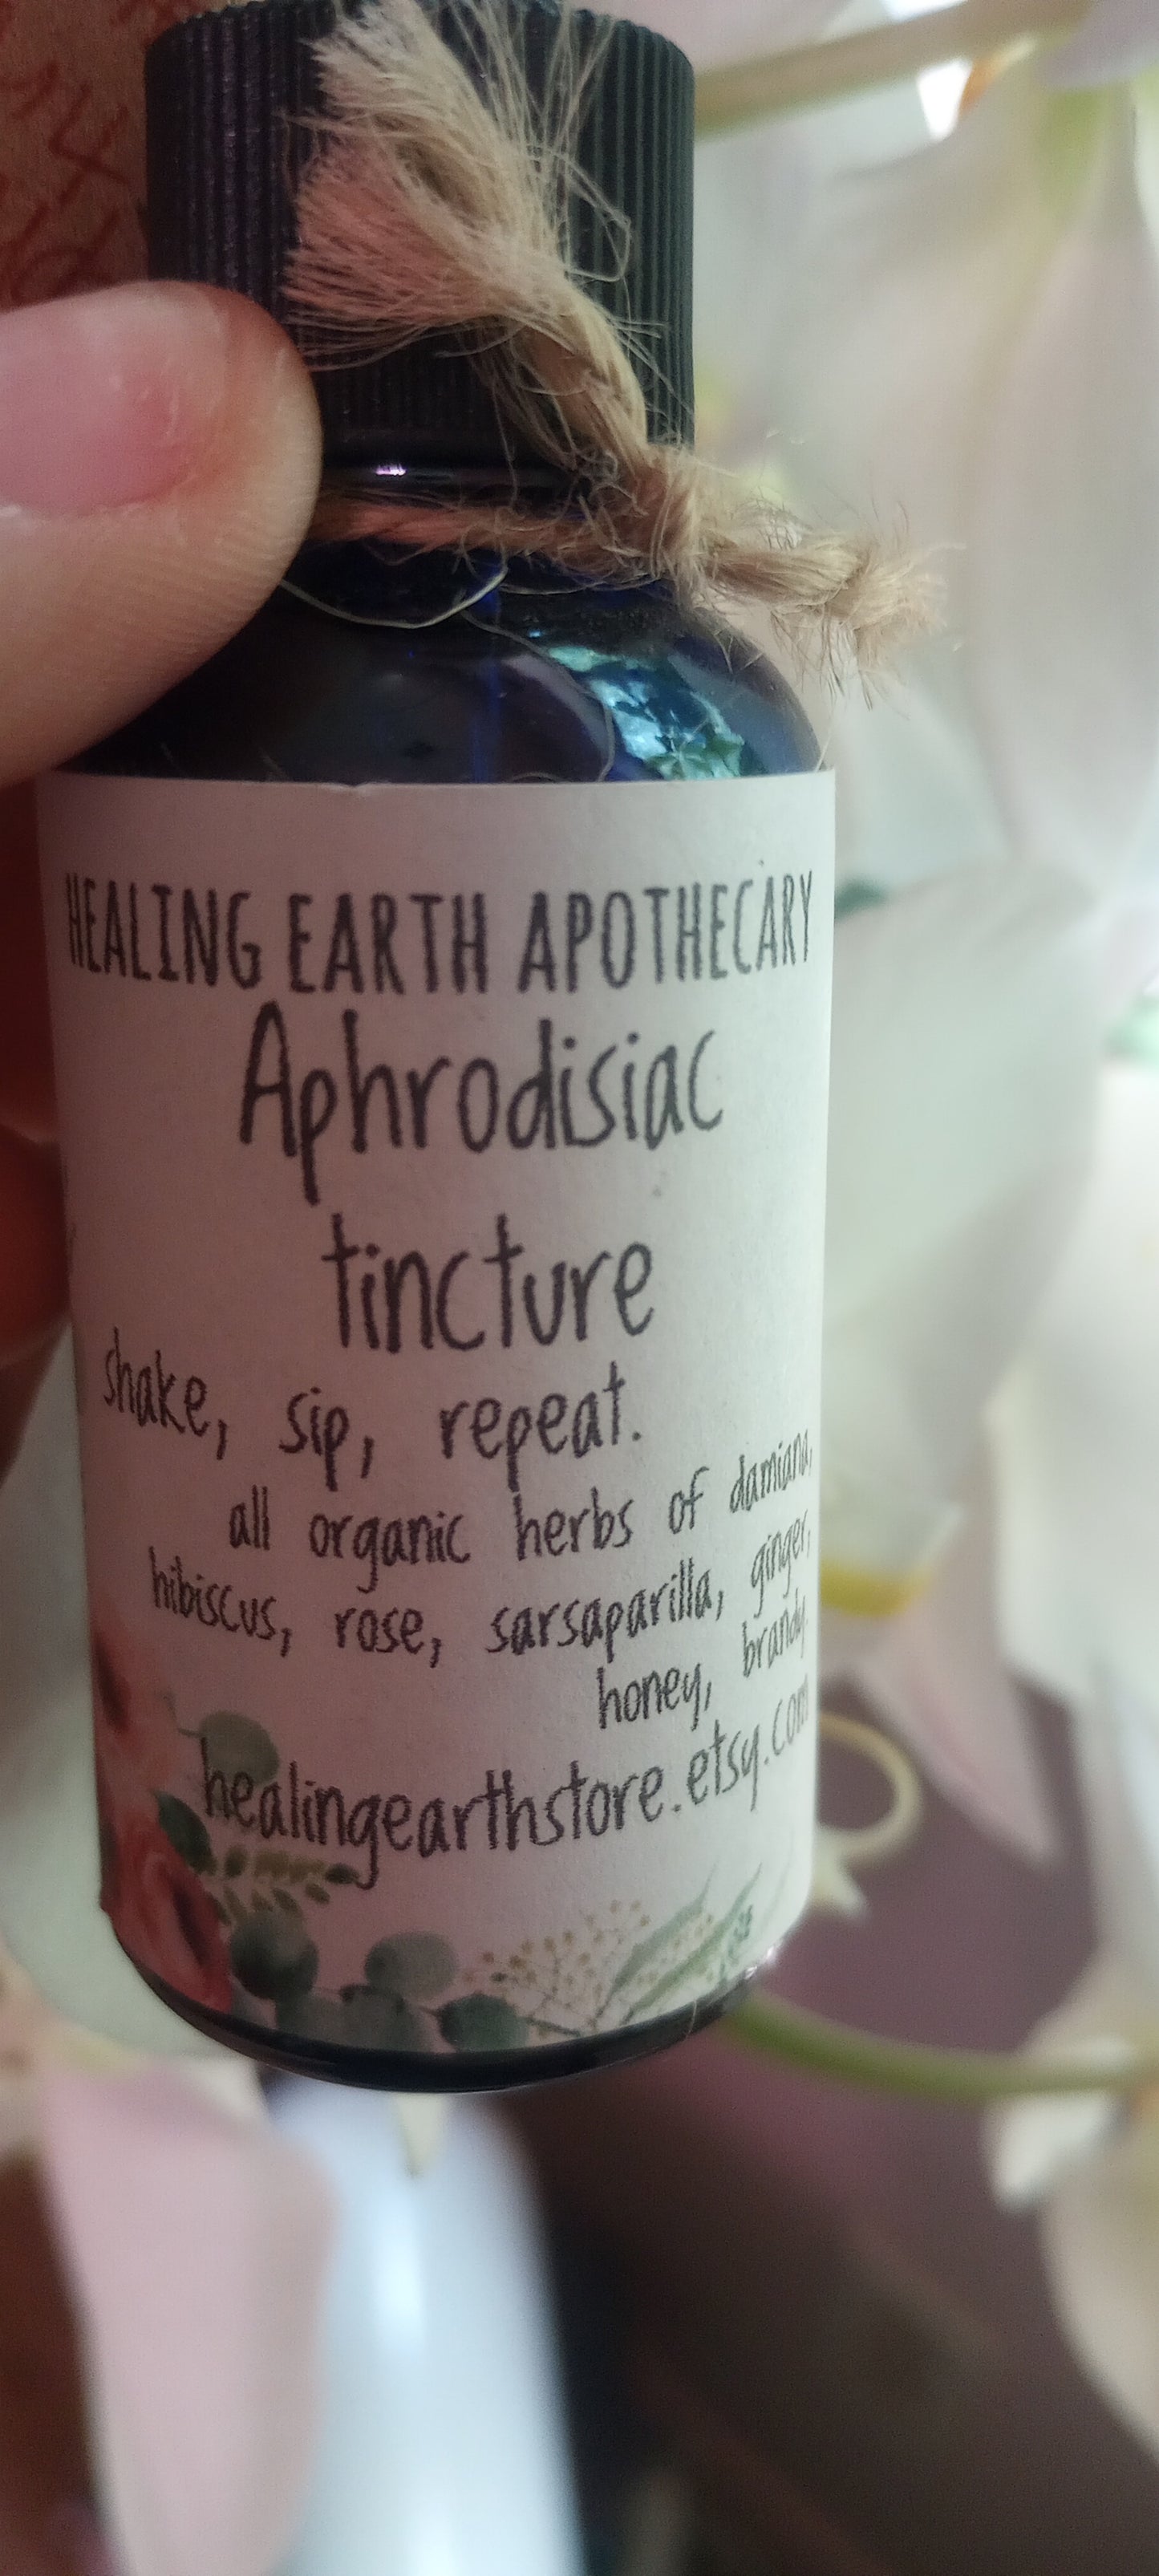 HEALING EARTH APOTHECARY
Aphrodisiac
tincture
shake, sip, repeat.
all organic herbs of damiana,
hibiscus, rose, sarsaparilla, ginger,
honey, brandy
healingearthstore.etsy.com